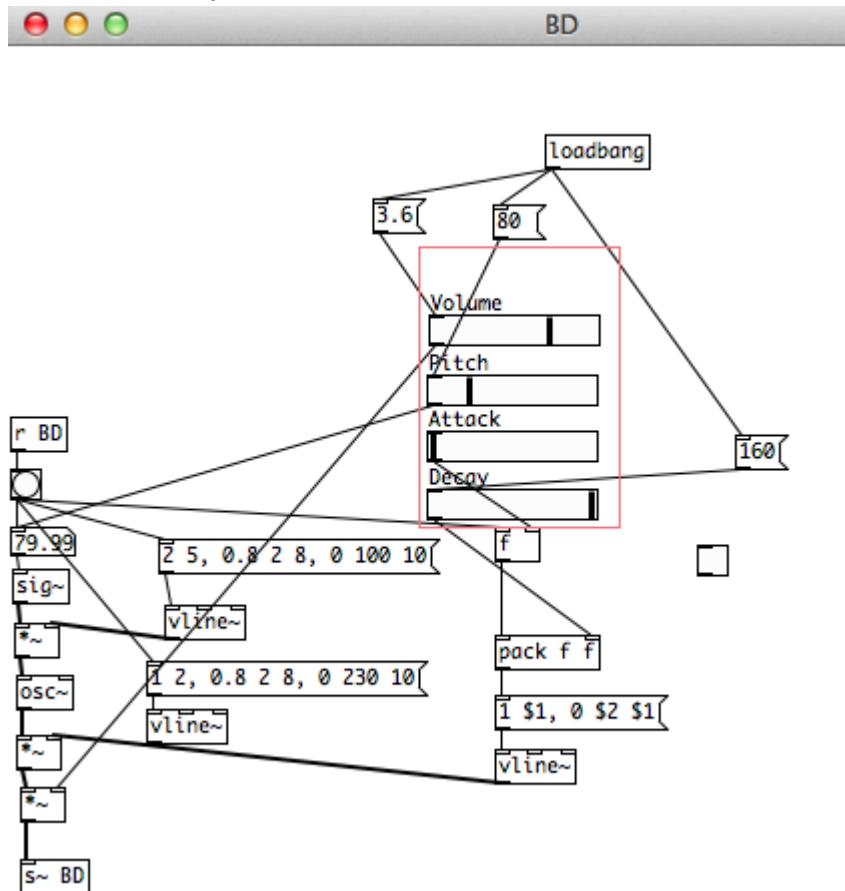 BD
loadbang
3.6
80
Volume
Pitch
Attack
r BD
160
Decay
79.99
2 5, 0.8 2 8, 0 100 10
f
sig~
vline~
*~
pack f f
1 2, 0.8 2 8, 0 230 10
osc~
1 $1, 0 $2 $1
vline~
*~
vline~
*~
s~ BD